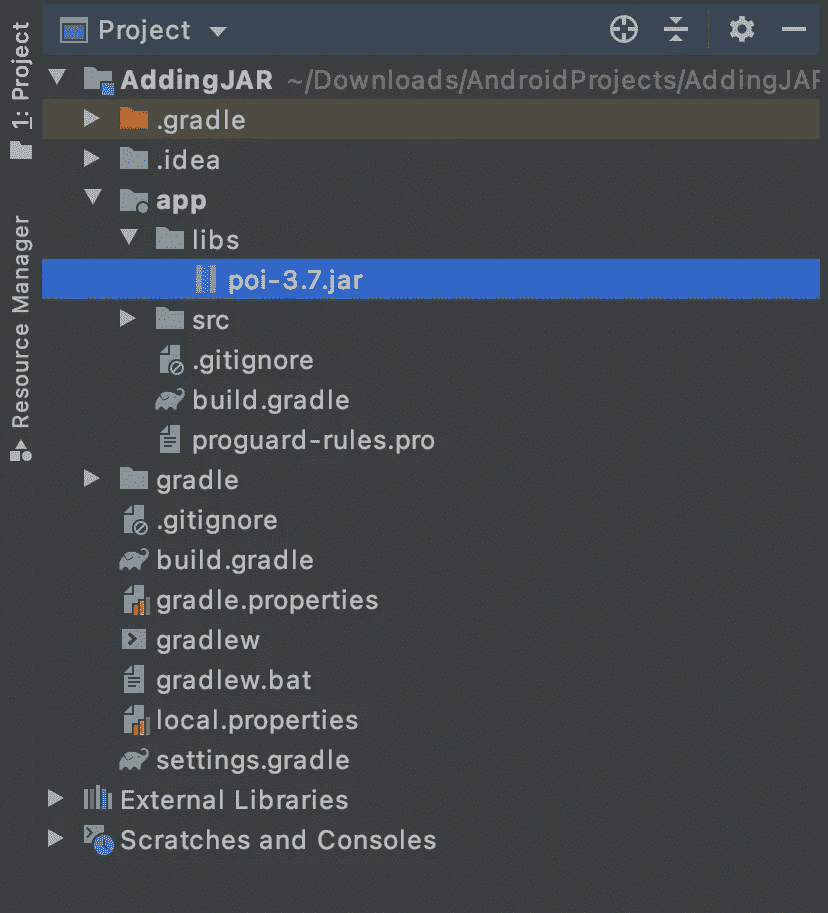 Project
AddingJAR ~/Downloads/AndroidProjects/AddingJAR
.gradle
.idea
app
libs
poi-3.7.jar
src
.gitignore
build.gradle
proguard-rules.pro
gradle
.gitignore
build.gradle
gradle.properties
gradlew
gradlew.bat
local.properties
settings.gradle
External Libraries
Scratches and Consoles
1: Project
Resource Manager